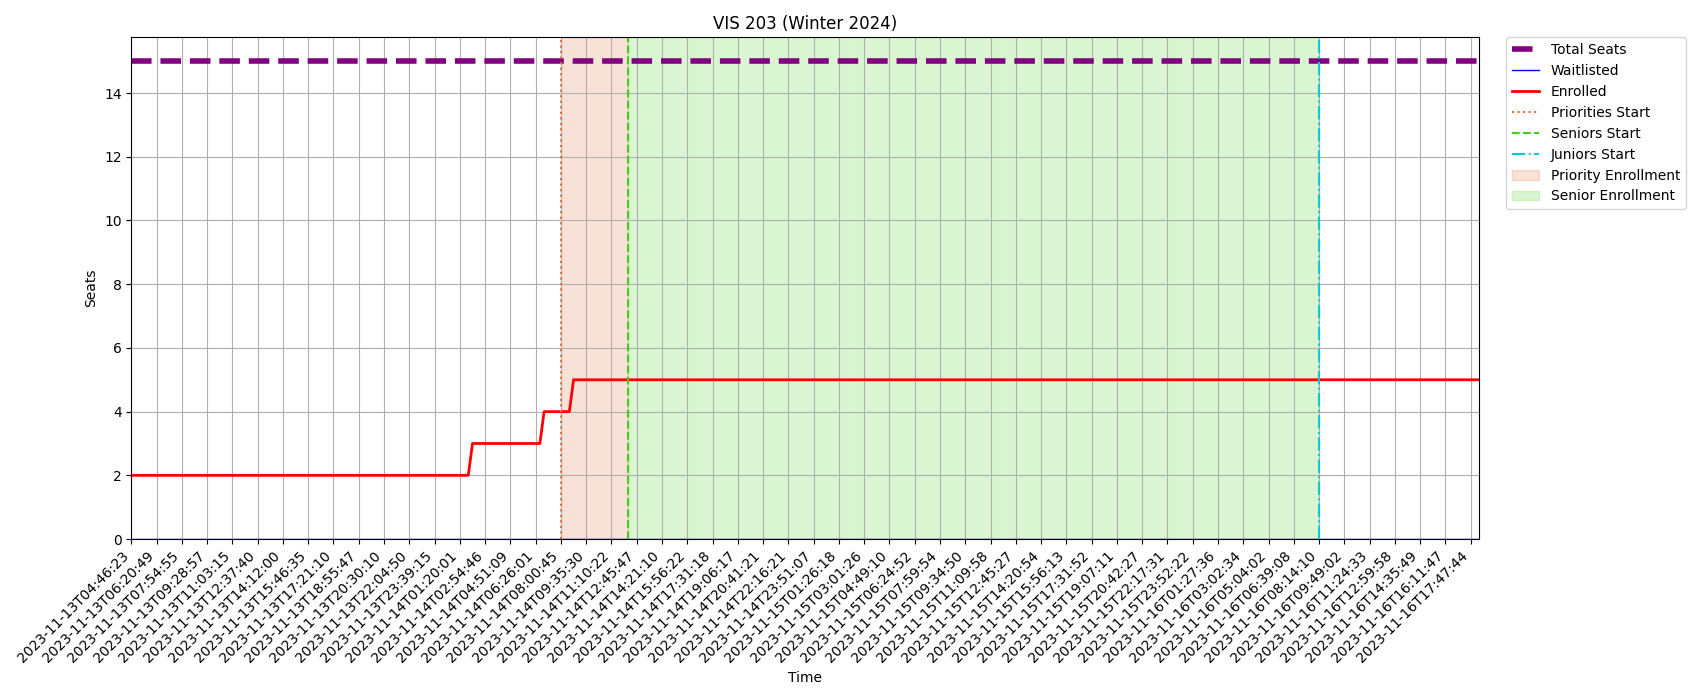 VIS 203 (Winter 2024)
Total Seats
Waitlisted
Enrolled
Priorities Start
Seniors Start
Juniors Start
Priority Enrollment
Senior Enrollment
Seats
14
12
10
8
6
4
2
0
2023-11-13T04:46:23
2023-11-13T06:20:49
2023-11-13T07:54:55
2023-11-13T09:28:57
2023-11-13T11:03:15
2023-11-13T12:37:40
2023-11-13T14:12:00
2023-11-13T15:46:35
2023-11-13T17:21:10
2023-11-13T18:55:47
2023-11-13T20:30:10
2023-11-13T22:04:50
2023-11-13T23:39:15
2023-11-14T01:20:01
2023-11-14T02:54:46
2023-11-14T04:51:09
2023-11-14T06:26:01
2023-11-14T08:00:45
2023-11-14T09:35:30
2023-11-14T11:10:22
2023-11-14T12:45:47
2023-11-14T14:21:10
2023-11-14T15:56:22
2023-11-14T17:31:18
2023-11-14T19:06:17
2023-11-14T20:41:21
2023-11-14T22:16:21
2023-11-14T23:51:07
2023-11-15T01:26:18
2023-11-15T03:01:26
2023-11-15T04:49:10
2023-11-15T06:24:52
2023-11-15T07:59:54
2023-11-15T09:34:50
2023-11-15T11:09:58
2023-11-15T12:45:27
2023-11-15T14:20:54
2023-11-15T15:56:13
2023-11-15T17:31:52
2023-11-15T19:07:11
2023-11-15T20:42:27
2023-11-15T22:17:31
2023-11-15T23:52:22
2023-11-16T01:27:36
2023-11-16T03:02:34
2023-11-16T05:04:02
2023-11-16T06:39:08
2023-11-16T08:14:10
2023-11-16T09:49:02
2023-11-16T11:24:33
2023-11-16T12:59:58
2023-11-16T14:35:49
2023-11-16T16:11:47
2023-11-16T17:47:44
Time